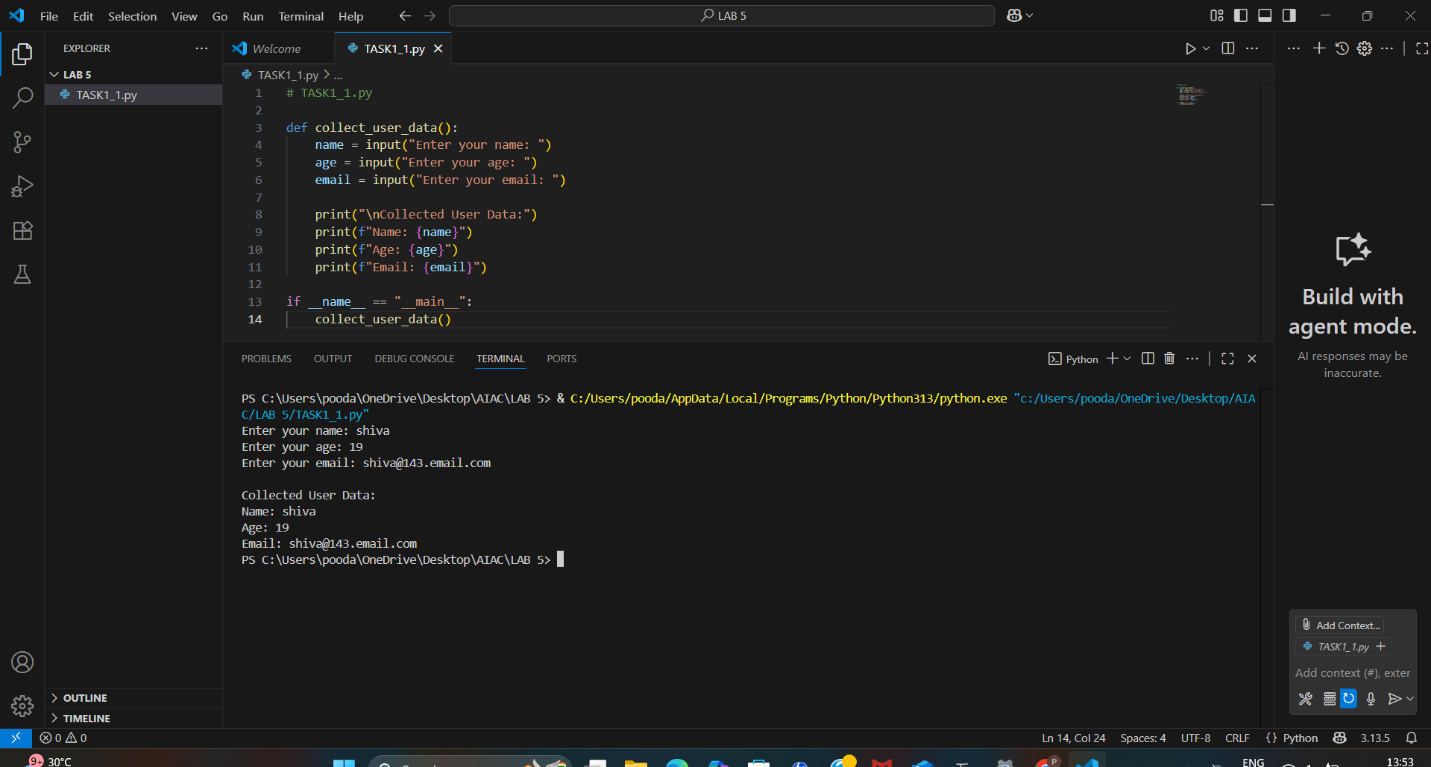 File Edit Selection View Go Run Terminal Help
LAB 5
EXPLORER
LAB 5
TASK1_1.py
OUTLINE
TIMELINE
Welcome
TASK1_1.py
TASK1_1.py > ...
1 # TASK1_1.py
2
3 def collect_user_data():
4     name = input("Enter your name: ")
5     age = input("Enter your age: ")
6     email = input("Enter your email: ")
7
8     print("\nCollected User Data:")
9     print(f"Name: {name}")
10     print(f"Age: {age}")
11     print(f"Email: {email}")
12
13 if __name__ == "__main__":
14     collect_user_data()
PROBLEMS OUTPUT DEBUG CONSOLE TERMINAL PORTS
Python
PS C:\Users\pooda\OneDrive\Desktop\AIAC\LAB 5> & C:/Users/pooda/AppData/Local/Programs/Python/Python313/python.exe "c:/Users/pooda/OneDrive/Desktop/AIA
C/LAB 5/TASK1_1.py"
Enter your name: shiva
Enter your age: 19
Enter your email: shiva@143.email.com
Collected User Data:
Name: shiva
Age: 19
Email: shiva@143.email.com
PS C:\Users\pooda\OneDrive\Desktop\AIAC\LAB 5>
Build with
agent mode.
AI responses may be
inaccurate.
Add Context...
TASK1_1.py
Add context (#), exter
0 0
Ln 14, Col 24 Spaces: 4 UTF-8 CRLF {} Python 3.13.5
9+ 30°C
ENG
13:53